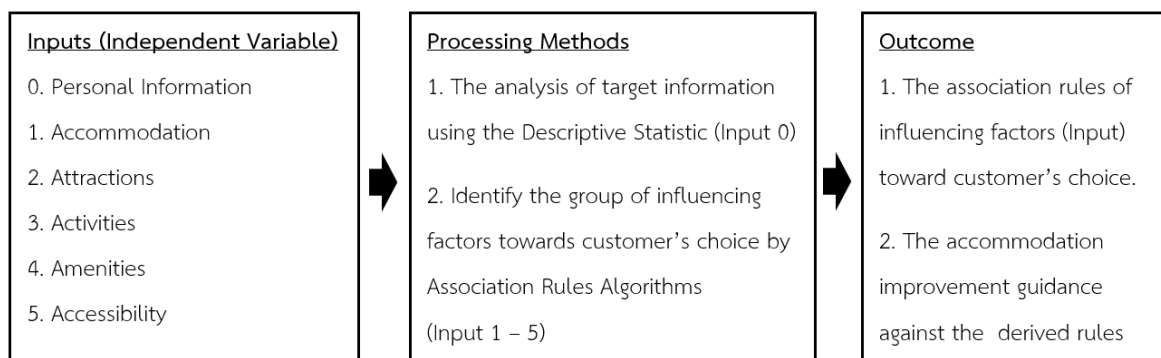 Inputs (Independent Variable)
0. Personal Information
1. Accommodation
2. Attractions
3. Activities
4. Amenities
5. Accessibility
Processing Methods
1. The analysis of target information
using the Descriptive Statistic (Input 0)
2. Identify the group of influencing
factors towards customer's choice by
Association Rules Algorithms
(Input 1 – 5)
Outcome
1. The association rules of
influencing factors (Input)
toward customer's choice.
2. The accommodation
improvement guidance
against the derived rules